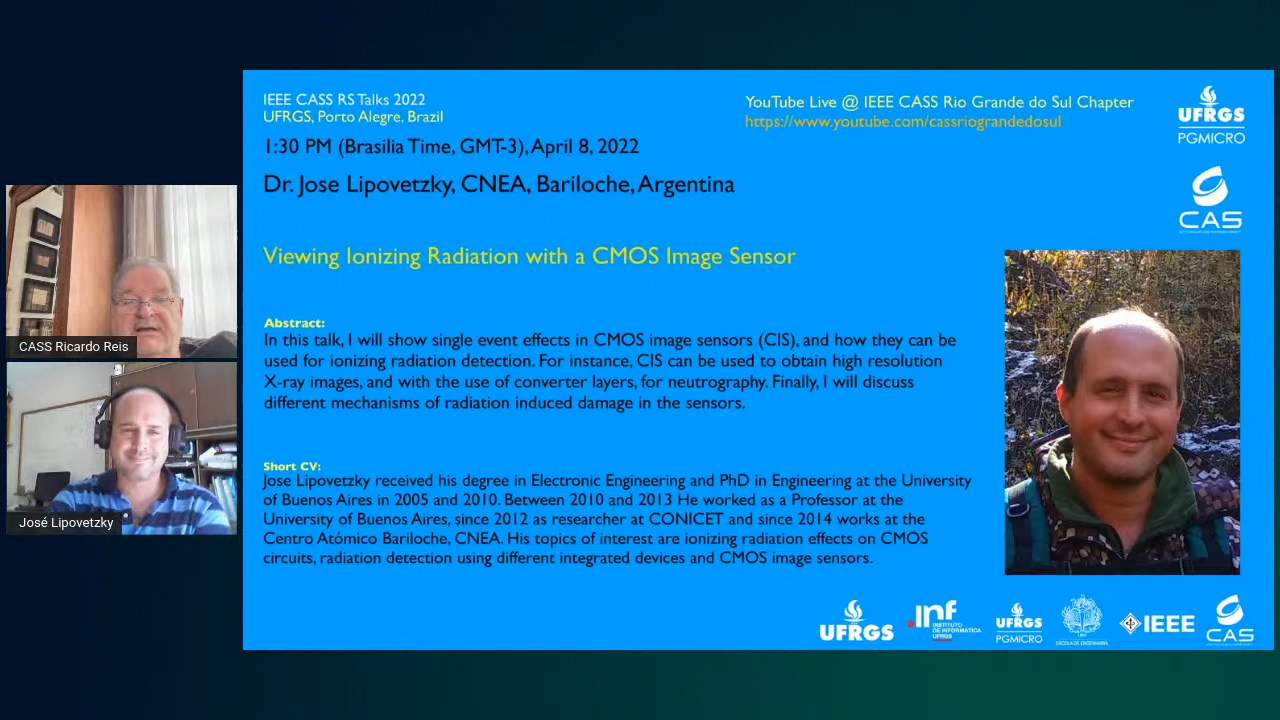 IEEE CASS RS Talks 2022
UFRGS, Porto Alegre, Brazil
1:30 PM (Brasilia Time, GMT-3), April 8, 2022
Dr. Jose Lipovetzky, CNEA, Bariloche, Argentina
YouTube Live @ IEEE CASS Rio Grande do Sul Chapter
https://www.youtube.com/cassriograndedosul
UFRGS
PGMICRO
CAS
Viewing Ionizing Radiation with a CMOS Image Sensor
Abstract:
In this talk, I will show single event effects in CMOS image sensors (CIS), and how they can be
used for ionizing radiation detection. For instance, CIS can be used to obtain high resolution
X-ray images, and with the use of converter layers, for neutrography. Finally, I will discuss
different mechanisms of radiation induced damage in the sensors.
Short CV:
Jose Lipovetzky received his degree in Electronic Engineering and PhD in Engineering at the University
of Buenos Aires in 2005 and 2010. Between 2010 and 2013 He worked as a Professor at the
University of Buenos Aires, since 2012 as researcher at CONICET and since 2014 works at the
Centro Atómico Bariloche, CNEA. His topics of interest are ionizing radiation effects on CMOS
circuits, radiation detection using different integrated devices and CMOS image sensors.
CASS Ricardo Reis
José Lipovetzky
UFRGS
inf
INSTITUTO
DE INFORMÁTICA
UFRGS
UFRGS
PGMICRO
ESCOLA DE ENGENHARIA
IEEE
CAS